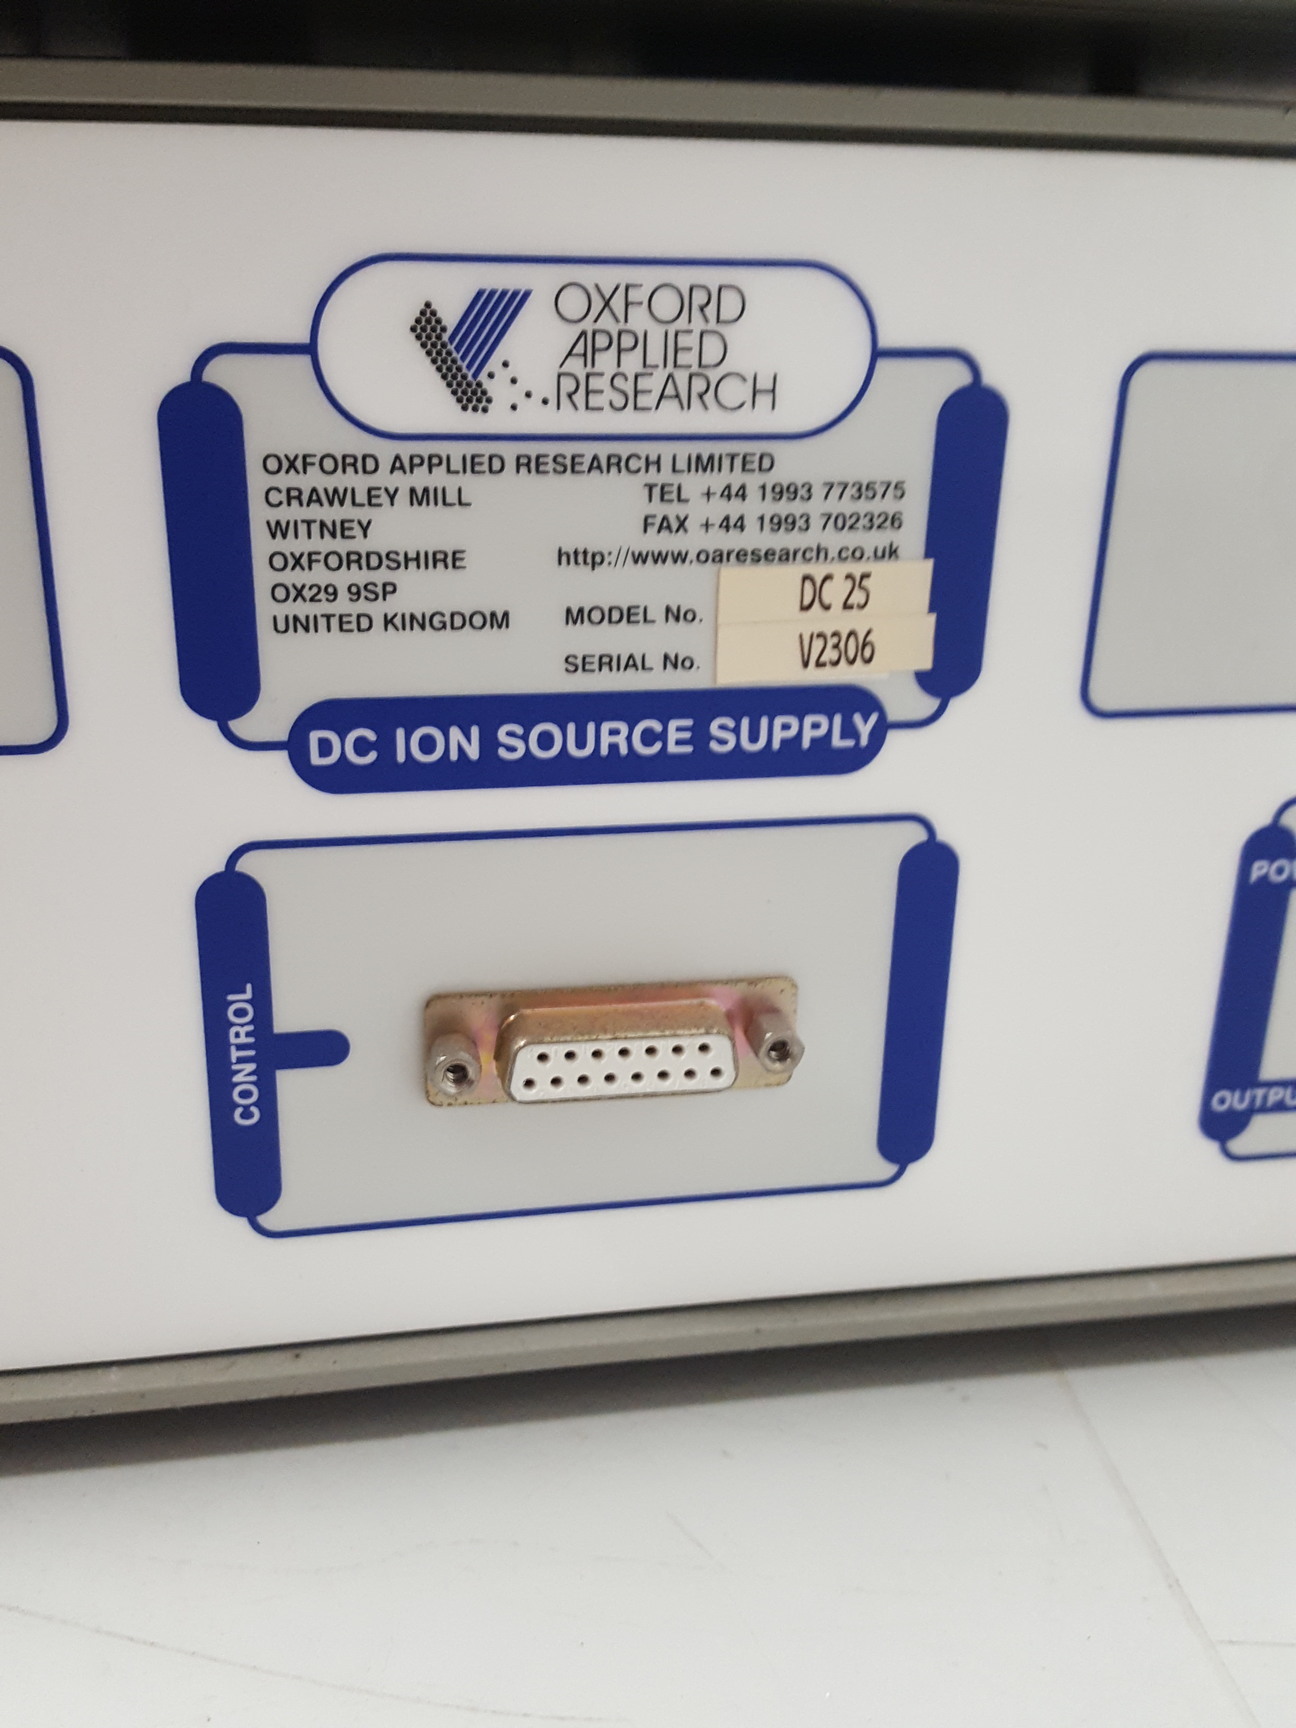 OXFORD
APPLIED
RESEARCH
OXFORD APPLIED RESEARCH LIMITED
CRAWLEY MILL
WITNEY
OXFORDSHIRE
OX29 9SP
UNITED KINGDOM
TEL +44 1993 773575
FAX +44 1993 702326
http://www.oaresearch.co.uk
MODEL No. DC 25
SERIAL No. V2306
DC ION SOURCE SUPPLY
CONTROL